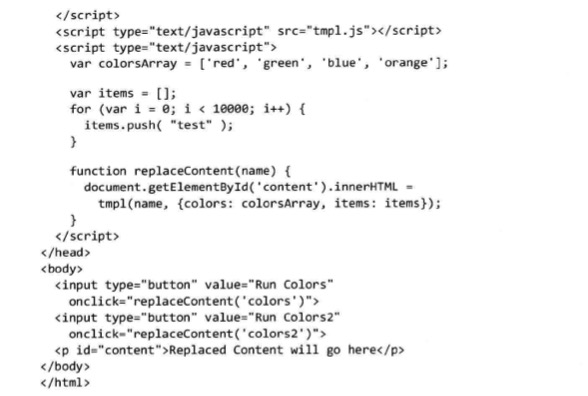 </script>
<script type="text/javascript" src="tmpl.js"></script>
<script type="text/javascript">
var colorsArray = ['red', 'green', 'blue', 'orange'];
var items = [];
for (var i = 0; i < 10000; i++) {
items.push( "test" );
}
function replaceContent(name) {
document.getElementById('content').innerHTML =
tmpl(name, {colors: colorsArray, items: items});
}
</script>
</head>
<body>
<input type="button" value="Run Colors"
onclick="replaceContent('colors')">
<input type="button" value="Run Colors2"
onclick="replaceContent('colors2')">
<p id="content">Replaced Content will go here</p>
</body>
</html>